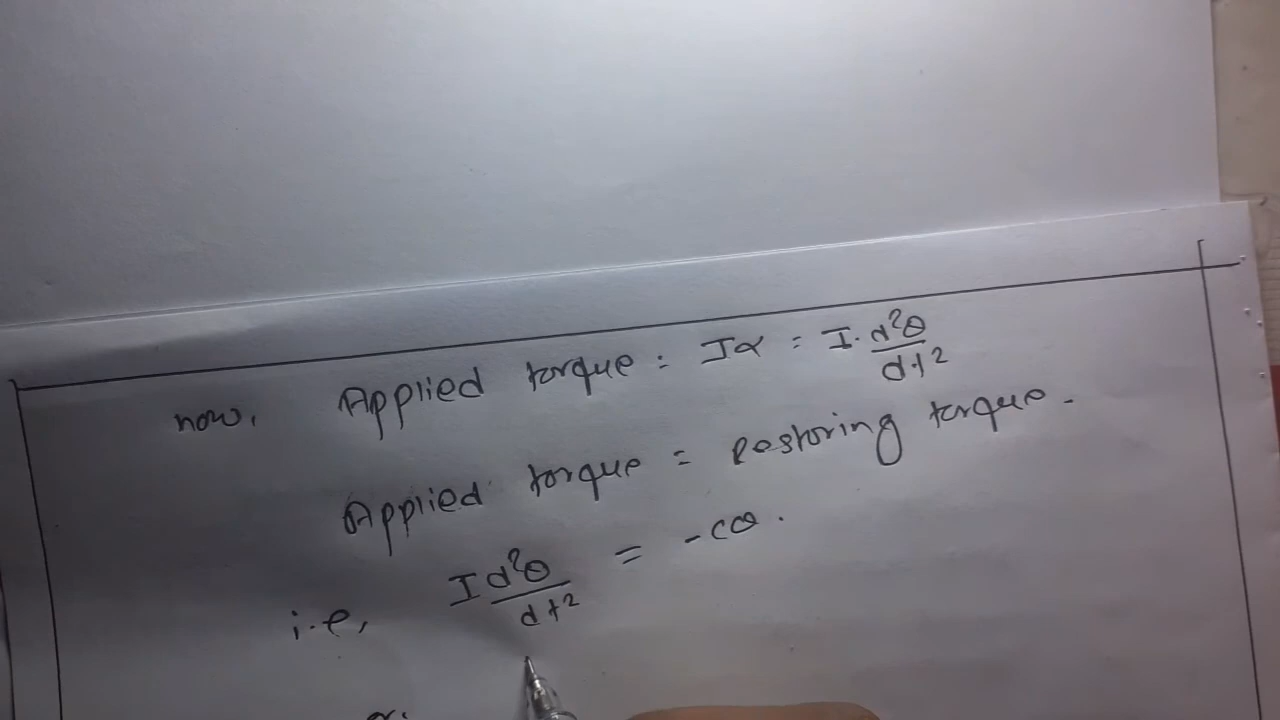 now, Applied torque = Iα = I. d²θ/dt²
Applied torque = Restoring torque.
i.e, I d²θ/dt² = -cθ.